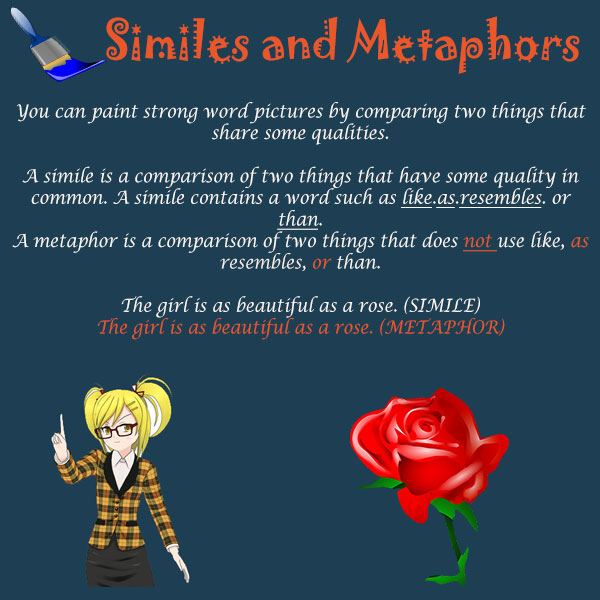 Similes and Metaphors
You can paint strong word pictures by comparing two things that
share some qualities.
A simile is a comparison of two things that have some quality in
common. A simile contains a word such as like.as.resembles. or
than.
A metaphor is a comparison of two things that does not use like, as
resembles, or than.
The girl is as beautiful as a rose. (SIMILE)
The girl is as beautiful as a rose. (METAPHOR)